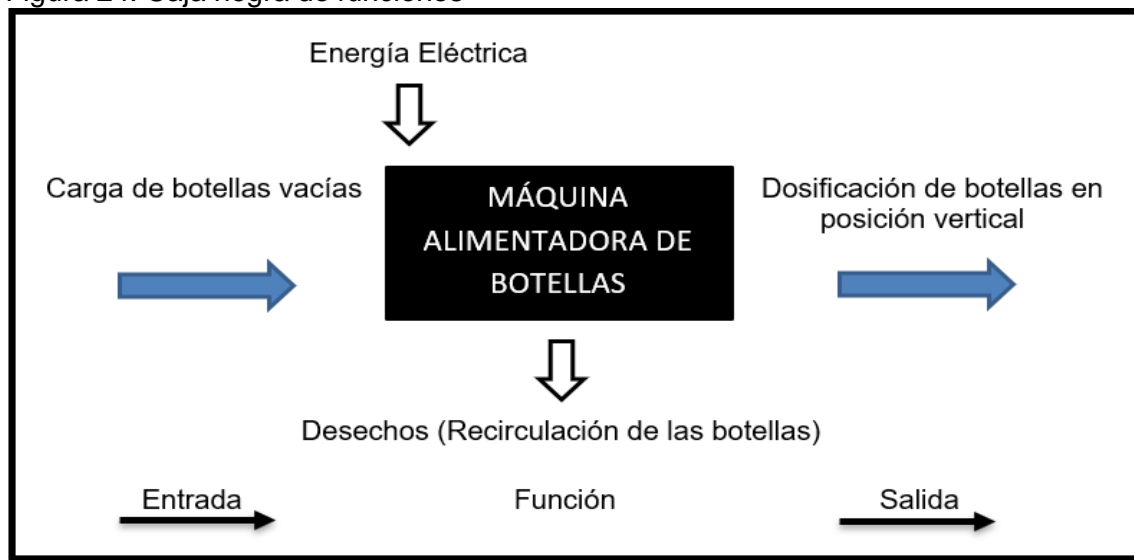 Figura 24. Caja negra de funciones
Energía Eléctrica
Carga de botellas vacías
MÁQUINA
ALIMENTADORA DE
BOTELLAS
Dosificación de botellas en
posición vertical
Desechos (Recirculación de las botellas)
Entrada
Función
Salida